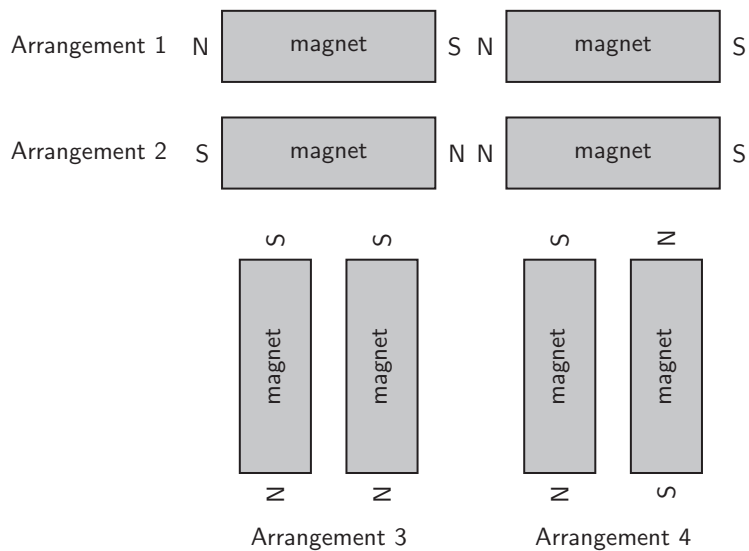 Arrangement 1 N magnet S N magnet S
Arrangement 2 S magnet N N magnet S
S S S N
magnet magnet magnet magnet
N N N S
Arrangement 3 Arrangement 4